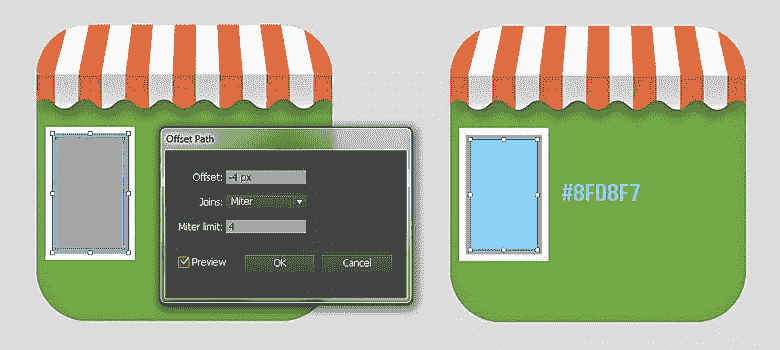 Offset Path
Offset: -4 px
Joins: Miter
Miter limit: 4
Preview
OK
Cancel
#8FD8F7